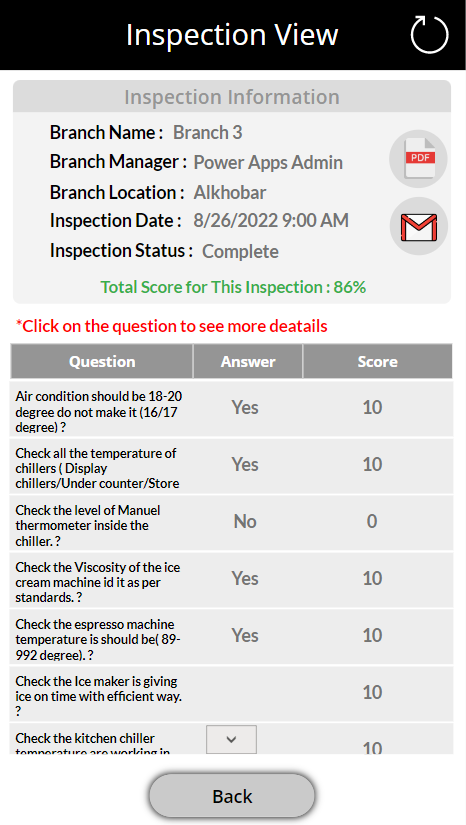 Inspection View
Inspection Information
Branch Name : Branch 3
PDF
Branch Manager : Power Apps Admin
Branch Location : Alkhobar
Inspection Date : 8/26/2022 9:00 AM
Inspection Status : Complete
Total Score for This Inspection : 86%
*Click on the question to see more deatails
Question Answer Score
Air condition should be 18-20
degree do not make it (16/17
degree) ?
Yes 10
Check all the temperature of
chillers ( Display
chillers/Under counter/Store
Yes 10
Check the level of Manuel
thermometer inside the
chiller. ?
No 0
Check the Viscosity of the ice
cream machine id it as per
standards. ?
Yes 10
Check the espresso machine
temperature is should be( 89-
992 degree). ?
Yes 10
Check the Ice maker is giving
ice on time with efficient way.
?
10
Check the kitchen chiller
temperature are working in
10
Back